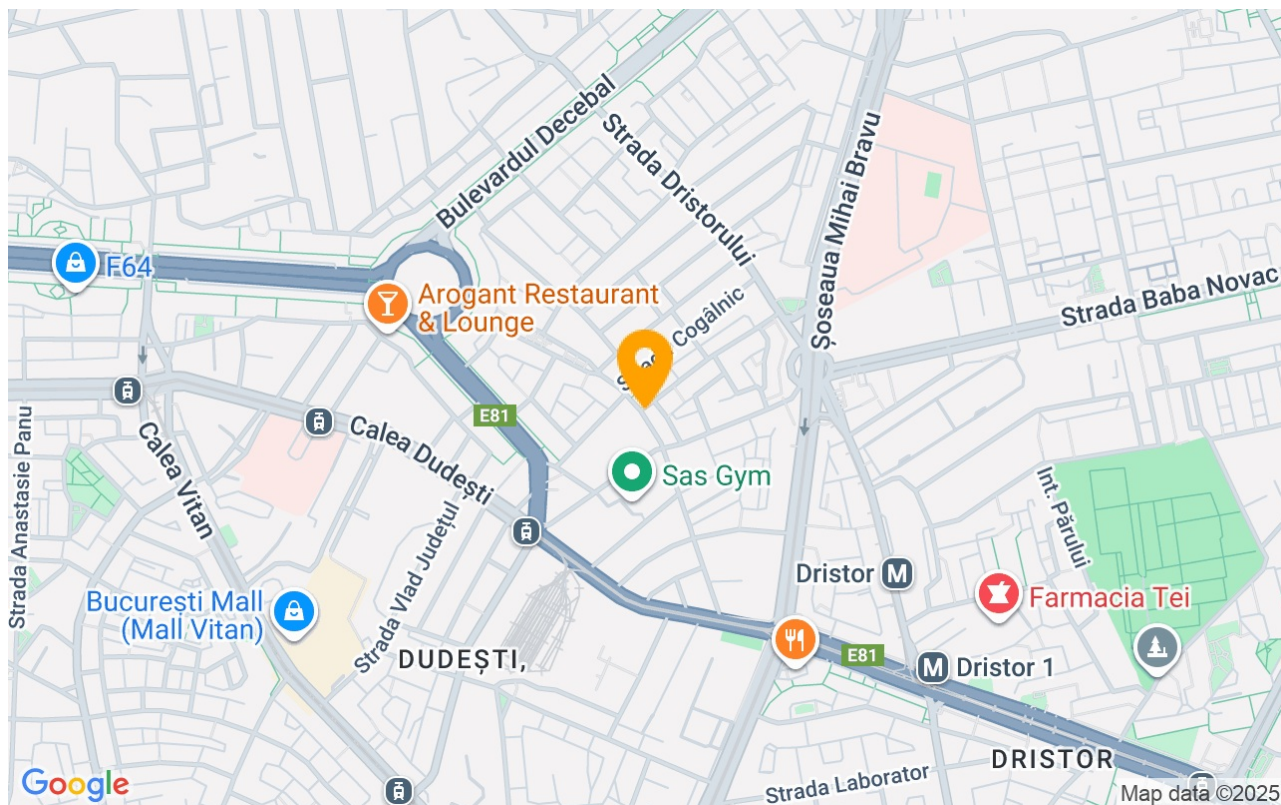 Bulevardul Decebal
Strada Dristorului
Șoseaua Mihai Bravu
F64
Arogant Restaurant
& Lounge
Cogâlnic
Strada Baba Novac
E81
Calea Dudești
Strada Anastasie Panu
Calea Vitan
Sas Gym
Int. Părului
Strada Vlad Județul
Dristor M
București Mall
(Mall Vitan)
Farmacia Tei
DUDEȘTI,
E81
M Dristor 1
DRISTOR
Strada Laborator
Google
Map data ©2025